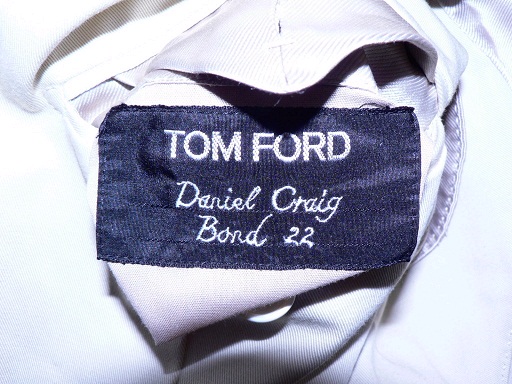 TOM FORD
Daniel Craig
Bond 22